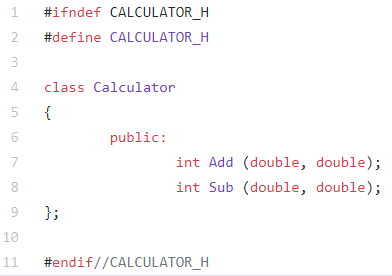 1 #ifndef CALCULATOR_H
2 #define CALCULATOR_H
3
4 class Calculator
5 {
6 public:
7 int Add (double, double);
8 int Sub (double, double);
9 };
10
11 #endif//CALCULATOR_H